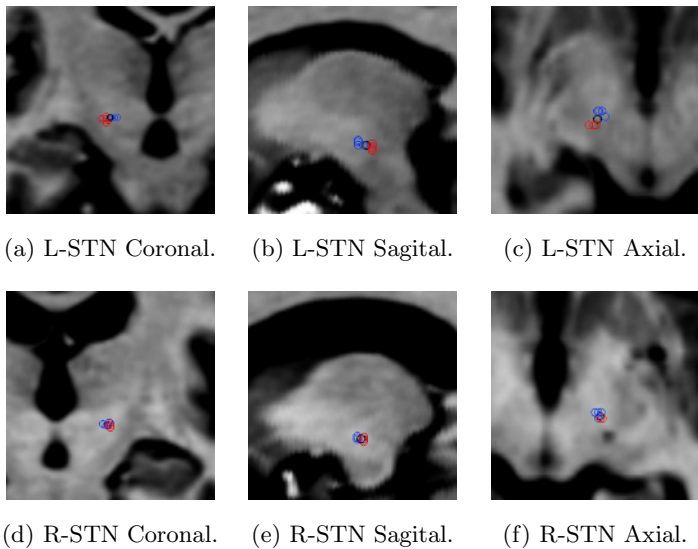 (a) L-STN Coronal. (b) L-STN Sagital. (c) L-STN Axial.
(d) R-STN Coronal. (e) R-STN Sagital. (f) R-STN Axial.